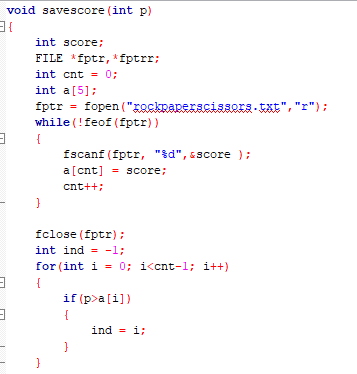 void savescore(int p)
{
int score;
FILE *fptr,*fptrr;
int cnt = 0;
int a[5];
fptr = fopen("rockpaperscissors.txt","r");
while(!feof(fptr))
{
fscanf(fptr, "%d",&score );
a[cnt] = score;
cnt++;
}
fclose(fptr);
int ind = -1;
for(int i = 0; i<cnt-1; i++)
{
if(p>a[i])
{
ind = i;
}
}